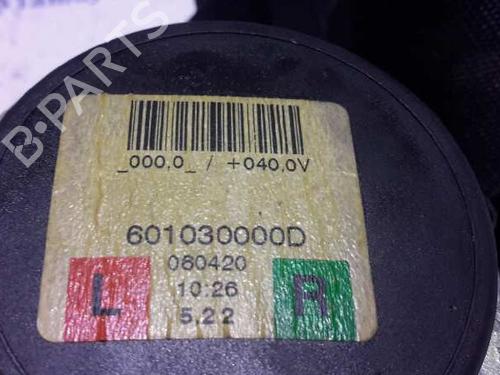 B-PARTS
_000,0_ / +040,0V
601030000D
060420
L
10:26
R
5.22